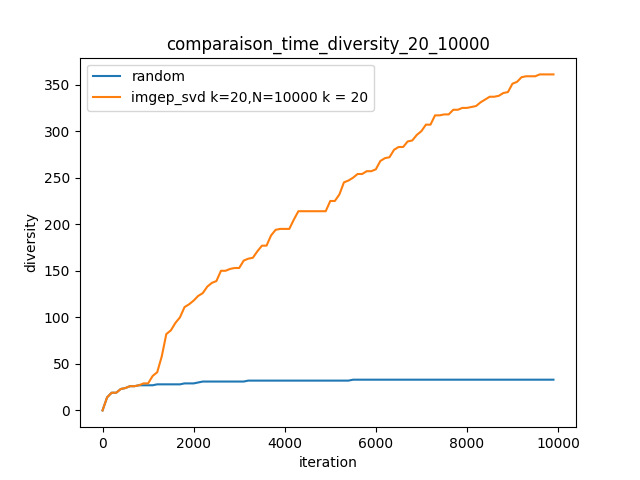 comparaison_time_diversity_20_10000
random
imgep_svd k=20,N=10000 k = 20
diversity
350
300
250
200
150
100
50
0
0 2000 4000 6000 8000 10000
iteration